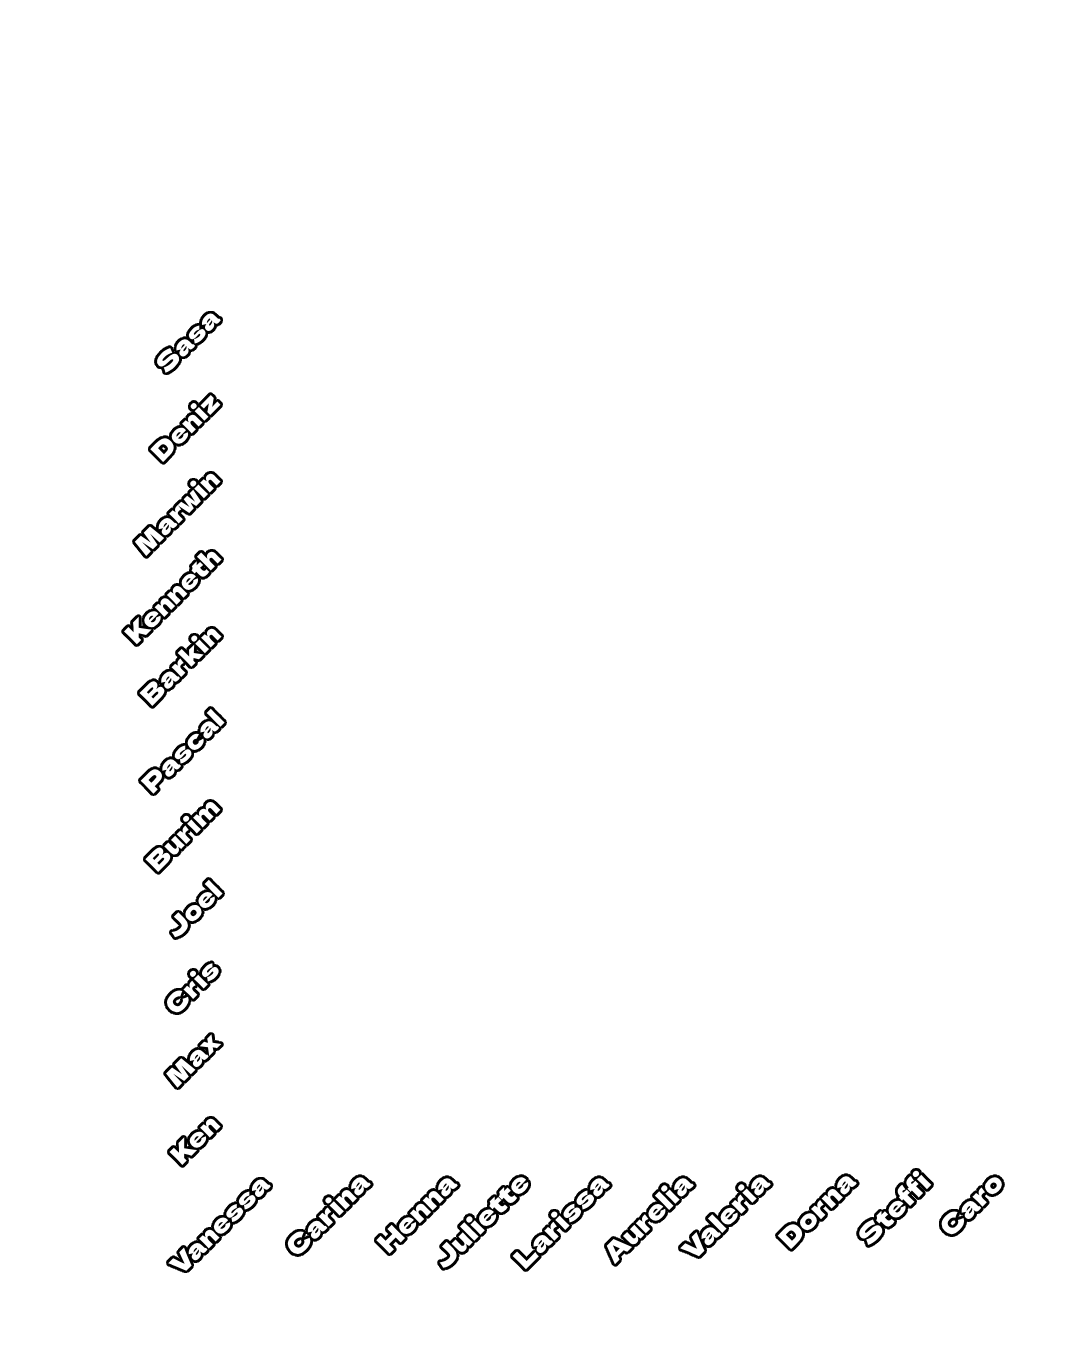 Sasa
Deniz
Marwin
Kenneth
Barkin
Pascal
Burim
Joel
Cris
Max
Ken
Vanessa
Carina
Henna
Juliette
Larissa
Aurelia
Valeria
Dorna
Steffi
Caro